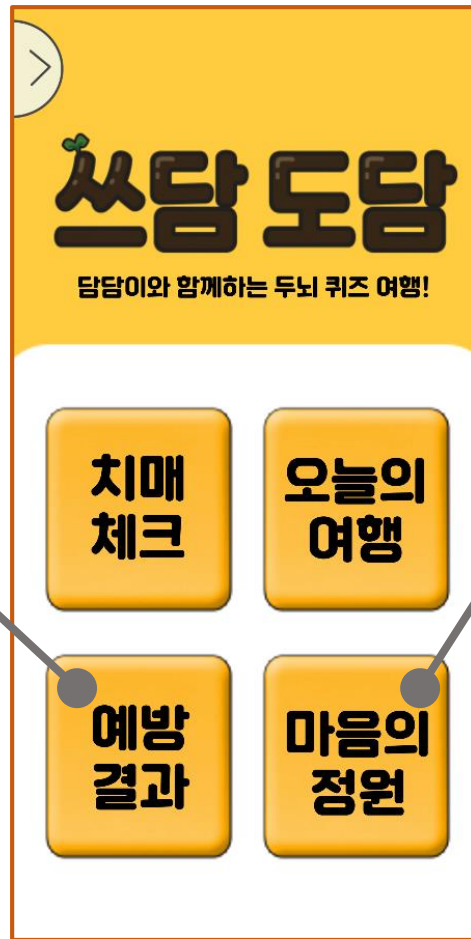 쓰담 도담
담담이와 함께하는 두뇌 퀴즈 여행!
치매
체크
오늘의
여행
예방
결과
마음의
정원